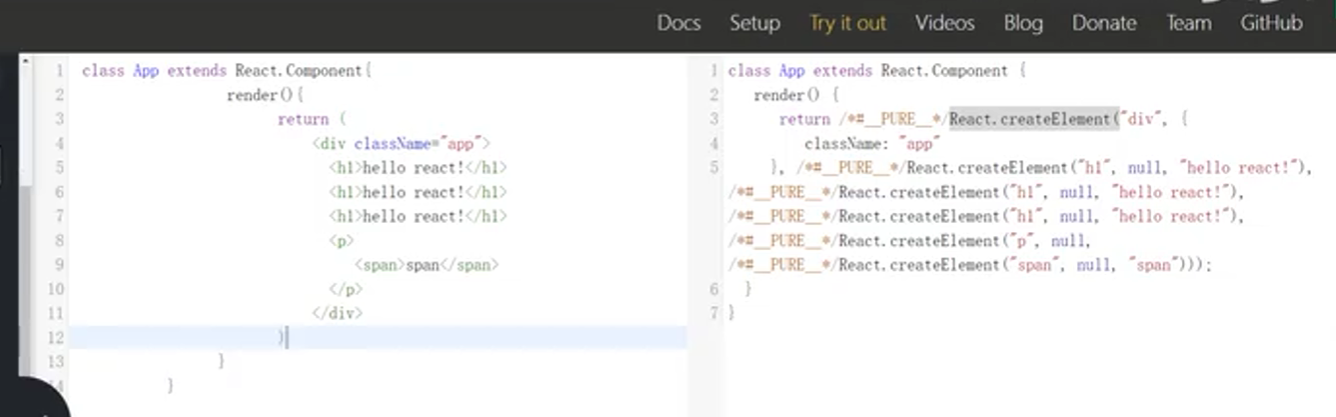 Docs Setup Try it out Videos Blog Donate Team GitHub
1 class App extends React.Component{
2 render(){
3 return (
4 <div className="app">
5 <h1>hello react!</h1>
6 <h1>hello react!</h1>
7 <h1>hello react!</h1>
8 <p>
9 <span>span</span>
10 </p>
11 </div>
12 )
13 }
14 }
1 class App extends React.Component {
2 render() {
3 return /*#__PURE__*/React.createElement("div", {
4 className: "app"
5 }, /*#__PURE__*/React.createElement("h1", null, "hello react!"),
/*#__PURE__*/React.createElement("h1", null, "hello react!"),
/*#__PURE__*/React.createElement("h1", null, "hello react!"),
/*#__PURE__*/React.createElement("p", null,
/*#__PURE__*/React.createElement("span", null, "span")));
6 }
7 }